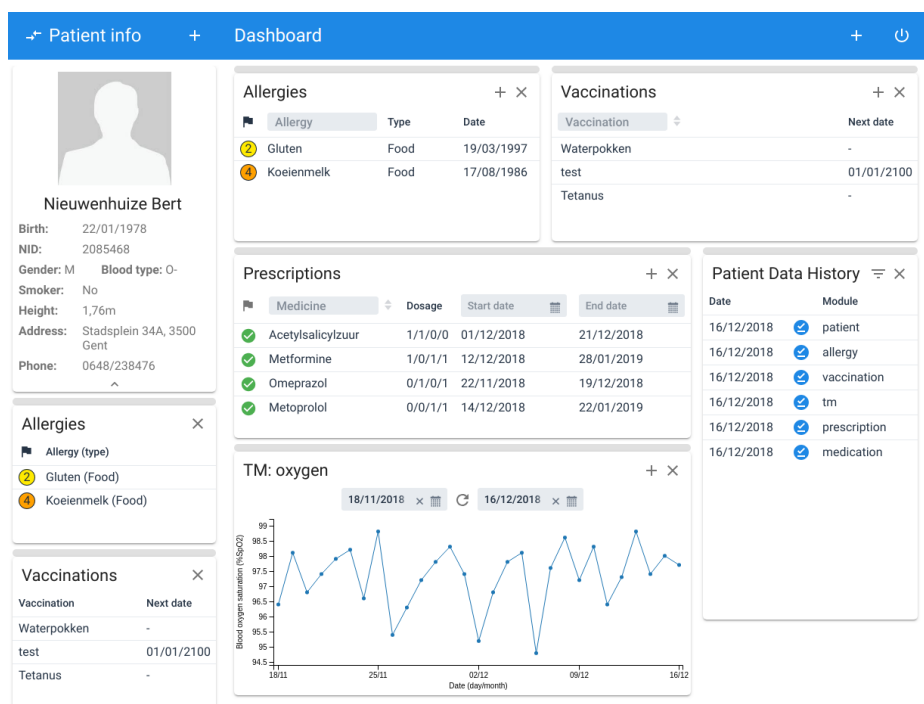 Patient info + Dashboard +
Nieuwenhuize Bert
Birth: 22/01/1978
NID: 2085468
Gender: M Blood type: O-
Smoker: No
Height: 1,76m
Address: Stadsplein 34A, 3500
Gent
Phone: 0648/238476
Allergies
Allergy (type)
2 Gluten (Food)
4 Koeienmelk (Food)
Vaccinations
Vaccination Next date
Waterpokken -
test 01/01/2100
Tetanus -
Allergies +
Allergy Type Date
2 Gluten Food 19/03/1997
4 Koeienmelk Food 17/08/1986
Vaccinations +
Vaccination Next date
Waterpokken -
test 01/01/2100
Tetanus -
Prescriptions +
Medicine Dosage Start date End date
Acetylsalicylzuur 1/1/0/0 01/12/2018 21/12/2018
Metformine 1/0/1/1 12/12/2018 28/01/2019
Omeprazol 0/1/0/1 22/11/2018 19/12/2018
Metoprolol 0/0/1/1 14/12/2018 22/01/2019
Patient Data History
Date Module
16/12/2018 patient
16/12/2018 allergy
16/12/2018 vaccination
16/12/2018 tm
16/12/2018 prescription
16/12/2018 medication
TM: oxygen +
18/11/2018 16/12/2018
Blood oxygen saturation (%SpO2)
99
98.5
98
97.5
97
96.5
96
95.5
95
94.5
18/11 25/11 02/12 09/12 16/12
Date (day/month)